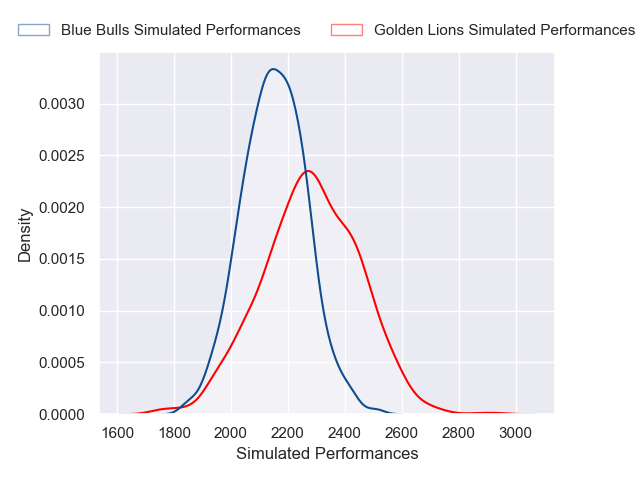 Blue Bulls Simulated Performances Golden Lions Simulated Performances
0.0030
0.0025
0.0020
0.0015
0.0010
0.0005
0.0000
Density
1600 1800 2000 2200 2400 2600 2800 3000
Simulated Performances